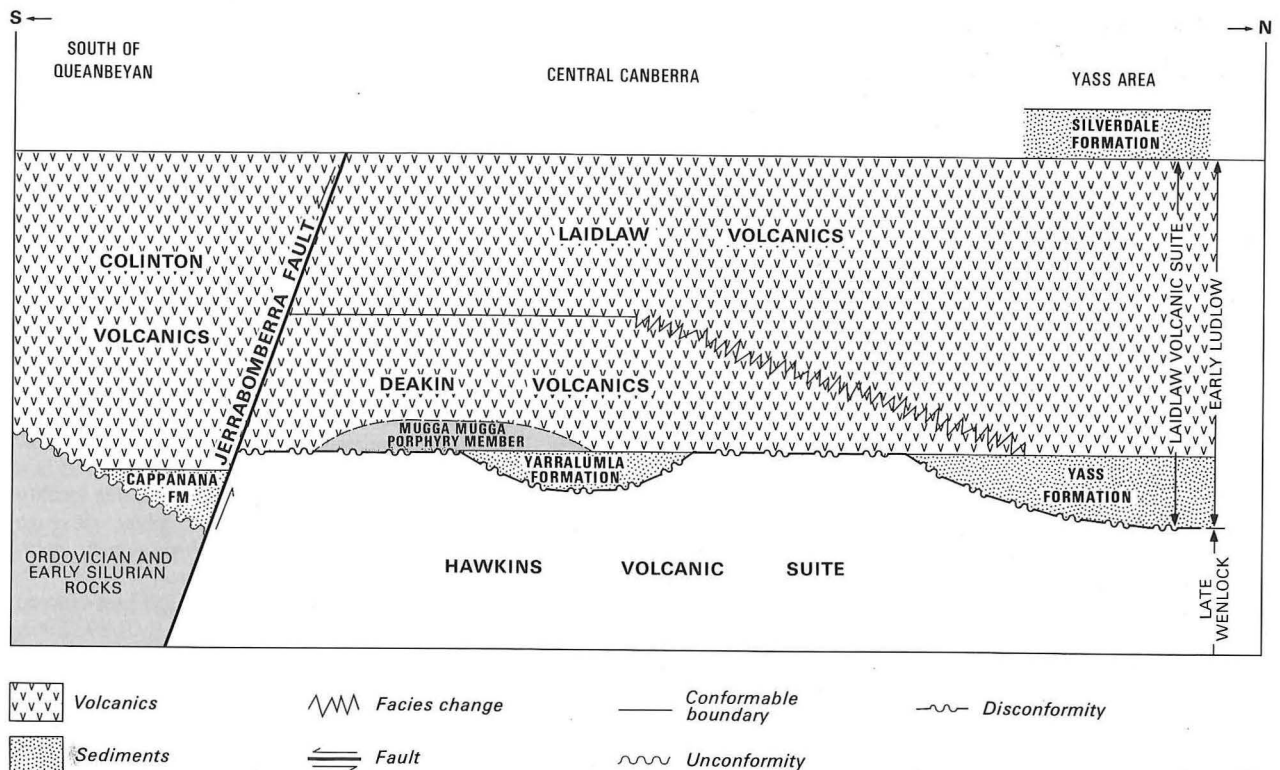 S
N
SOUTH OF
QUEANBEYAN
CENTRAL CANBERRA
YASS AREA
SILVERDALE
FORMATION
COLINTON
VOLCANICS
JERRABOMBERRA FAULT
LAIDLAW VOLCANICS
DEAKIN VOLCANICS
MUGGA MUGGA
PORPHYRY MEMBER
YARRALUMLA
FORMATION
CAPPANANA
FM
YASS
FORMATION
ORDOVICIAN AND
EARLY SILURIAN
ROCKS
HAWKINS VOLCANIC SUITE
LAIDLAW VOLCANIC SUITE
EARLY LUDLOW
LATE
WENLOCK
Volcanics
Facies change
Conformable
boundary
Disconformity
Sediments
Fault
Unconformity